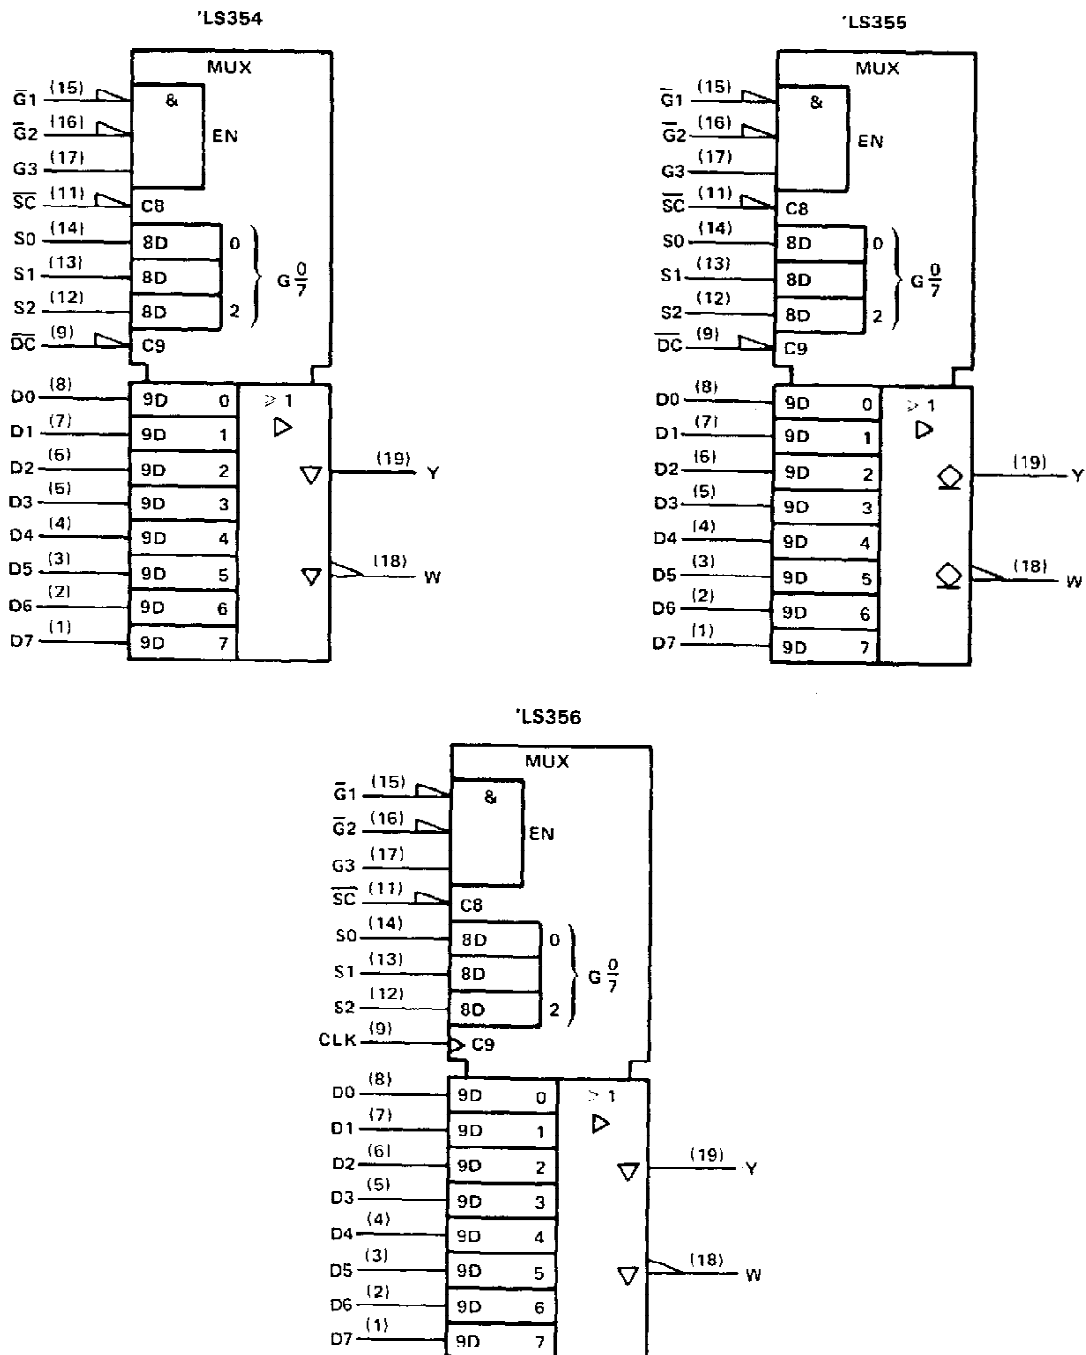 'LS354
MUX
G̅1 (15) &
G̅2 (16) EN
G3 (17)
S̅C̅ (11) C8
S0 (14) 8D 0
S1 (13) 8D G 0/7
S2 (12) 8D 2
D̅C̅ (9) C9
D0 (8) 9D 0 ≥1
D1 (7) 9D 1 ▷
D2 (6) 9D 2 ▽ (19) Y
D3 (5) 9D 3
D4 (4) 9D 4
D5 (3) 9D 5 ▽ (18) W
D6 (2) 9D 6
D7 (1) 9D 7
'LS355
MUX
G̅1 (15) &
G̅2 (16) EN
G3 (17)
S̅C̅ (11) C8
S0 (14) 8D 0
S1 (13) 8D G 0/7
S2 (12) 8D 2
D̅C̅ (9) C9
D0 (8) 9D 0 ≥1
D1 (7) 9D 1 ▷
D2 (6) 9D 2 (19) Y
D3 (5) 9D 3
D4 (4) 9D 4
D5 (3) 9D 5 (18) W
D6 (2) 9D 6
D7 (1) 9D 7
'LS356
MUX
G̅1 (15) &
G̅2 (16) EN
G3 (17)
S̅C̅ (11) C8
S0 (14) 8D 0
S1 (13) 8D G 0/7
S2 (12) 8D 2
CLK (9) C9
D0 (8) 9D 0 ≥1
D1 (7) 9D 1 ▷
D2 (6) 9D 2 ▽ (19) Y
D3 (5) 9D 3
D4 (4) 9D 4
D5 (3) 9D 5 ▽ (18) W
D6 (2) 9D 6
D7 (1) 9D 7